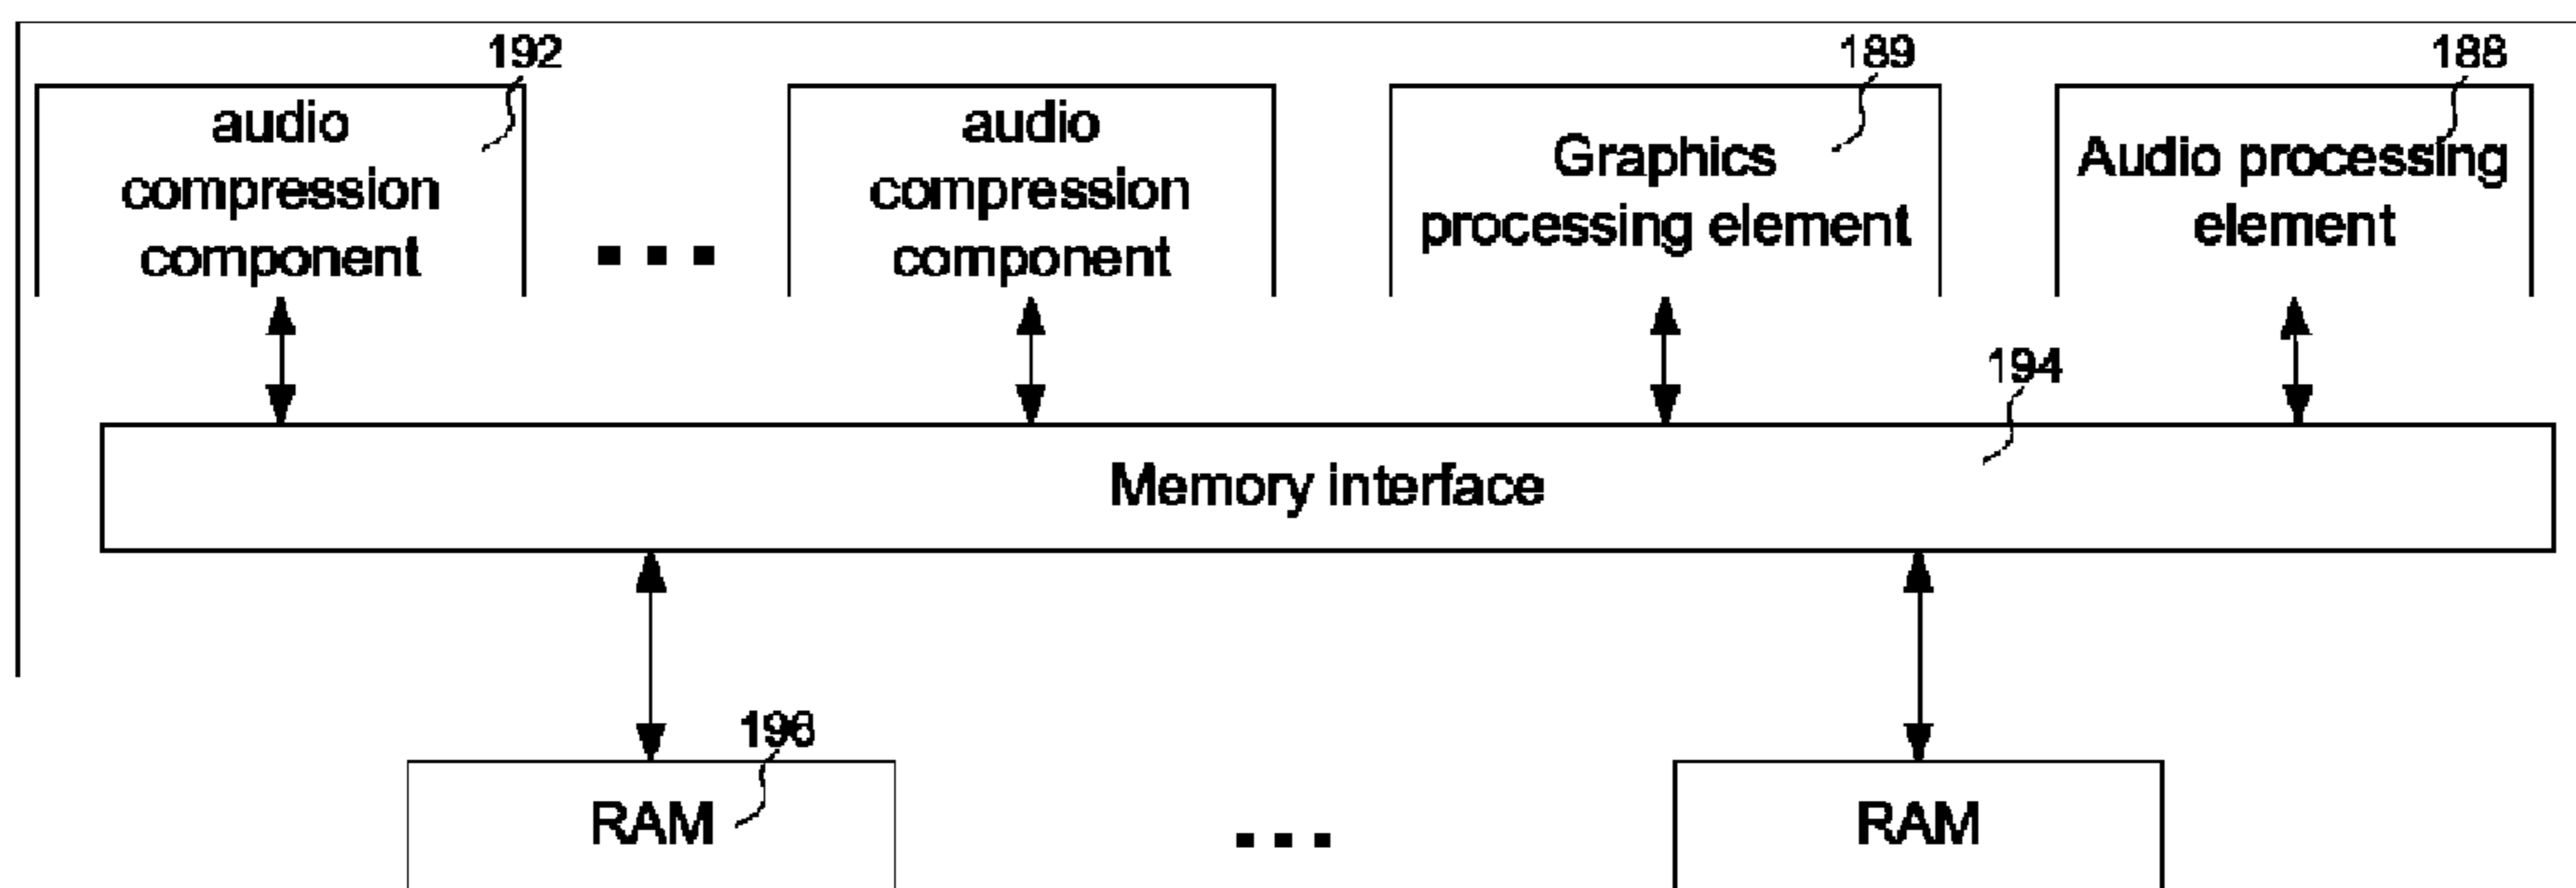 192
audio
compression
component
audio
compression
component
189
Graphics
processing element
188
Audio processing
element
194
Memory interface
196
RAM
RAM